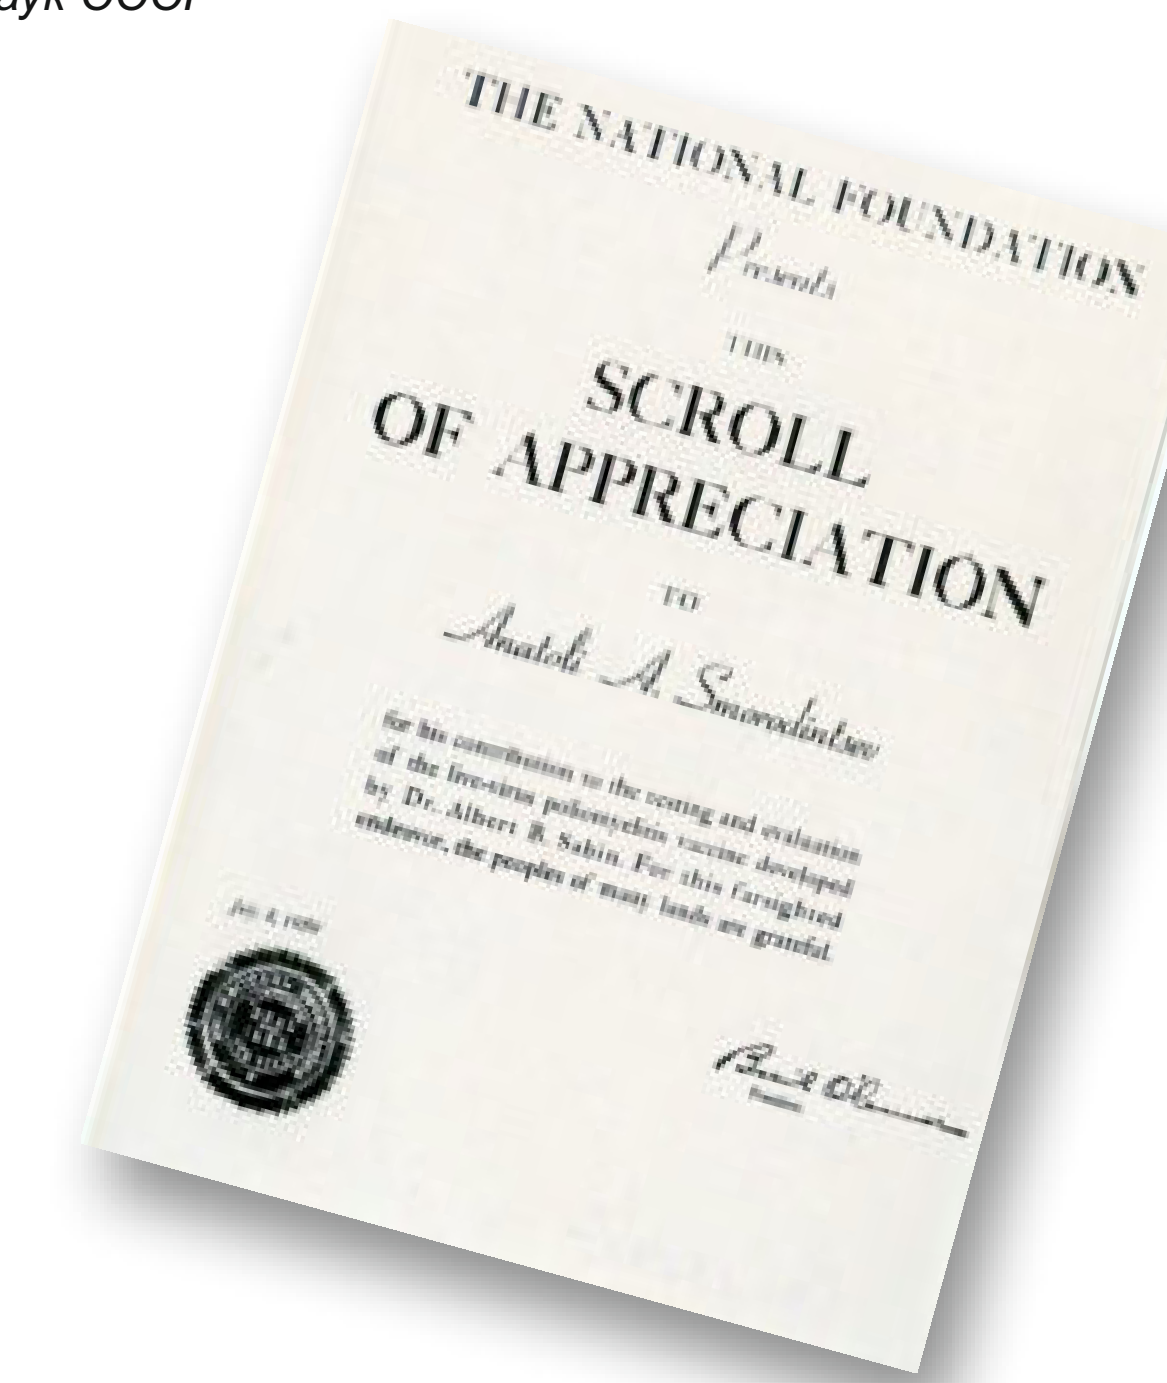 аук СССР
THE NATIONAL FOUNDATION
Presents
THIS
SCROLL
OF APPRECIATION
TO
Anatoli A Smorodintsev
for his contribution to the testing and evaluation
of the live-virus poliomyelitis vaccine developed
by Dr. Albert B. Sabin. For this farsighted
endeavor, the peoples of many lands are grateful.